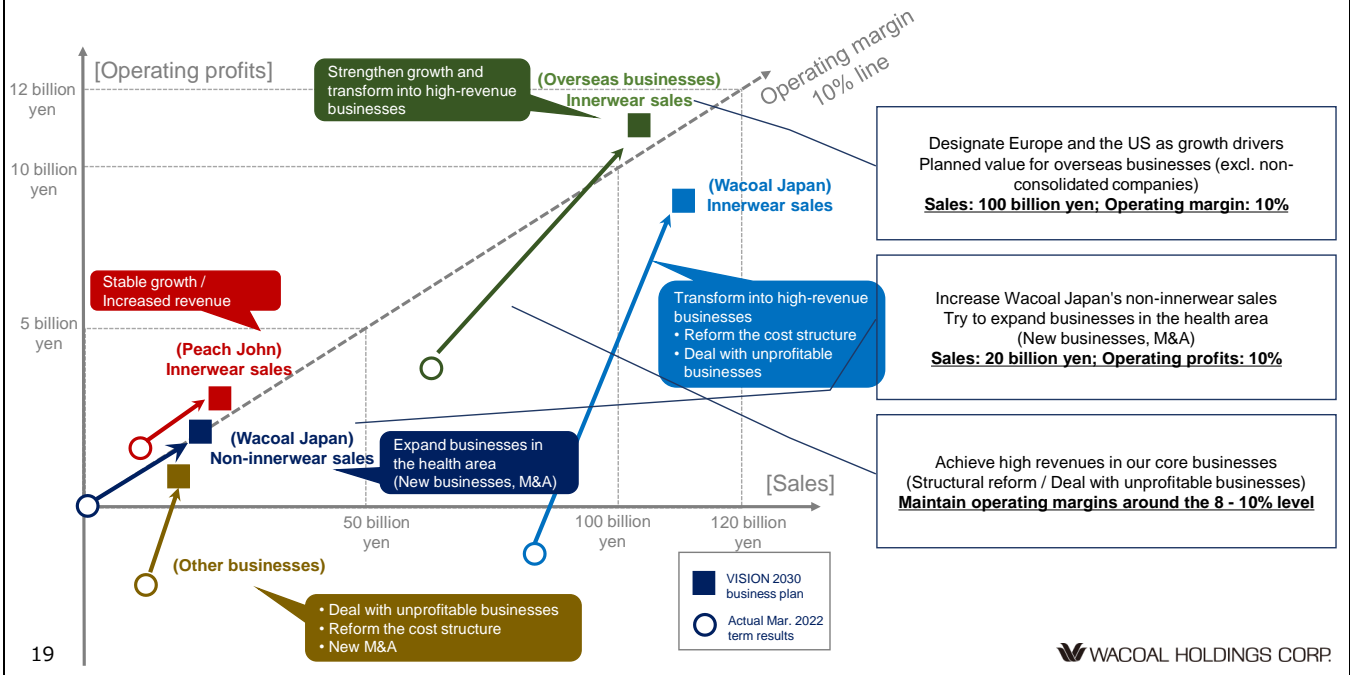 [Operating profits]
12 billion
yen
10 billion
yen
5 billion
yen
Strengthen growth and
transform into high-revenue
businesses
(Overseas businesses)
Innerwear sales
Operating margin
10% line
(Wacoal Japan)
Innerwear sales
Stable growth /
Increased revenue
(Peach John)
Innerwear sales
Transform into high-revenue
businesses
• Reform the cost structure
• Deal with unprofitable
businesses
(Wacoal Japan)
Non-innerwear sales
Expand businesses in
the health area
(New businesses, M&A)
[Sales]
50 billion
yen
100 billion
yen
120 billion
yen
(Other businesses)
• Deal with unprofitable businesses
• Reform the cost structure
• New M&A
VISION 2030
business plan
Actual Mar. 2022
term results
Designate Europe and the US as growth drivers
Planned value for overseas businesses (excl. non-
consolidated companies)
Sales: 100 billion yen; Operating margin: 10%
Increase Wacoal Japan's non-innerwear sales
Try to expand businesses in the health area
(New businesses, M&A)
Sales: 20 billion yen; Operating profits: 10%
Achieve high revenues in our core businesses
(Structural reform / Deal with unprofitable businesses)
Maintain operating margins around the 8 - 10% level
19
WACOAL HOLDINGS CORP.